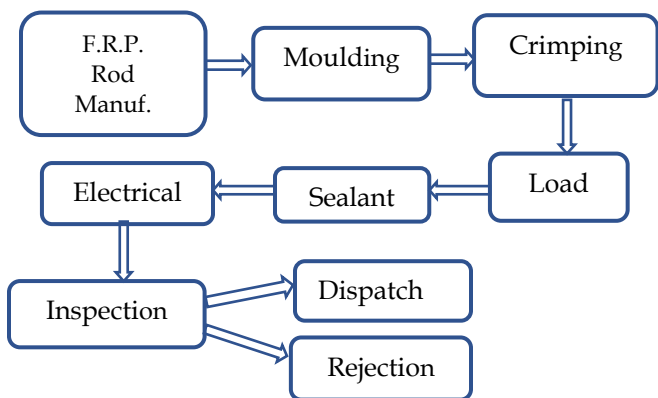 F.R.P.
Rod
Manuf.
Moulding
Crimping
Load
Sealant
Electrical
Inspection
Dispatch
Rejection